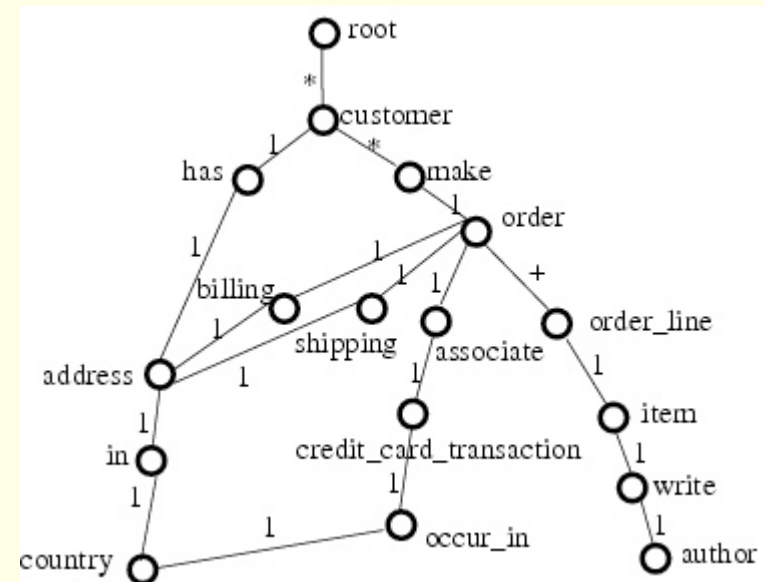 root
*
customer
1
*
has
make
1
order
1
1
1
1
+
billing
1
shipping
1
associate
order_line
1
address
1
1
item
in
credit_card_transaction
1
1
1
write
1
1
country
occur_in
author